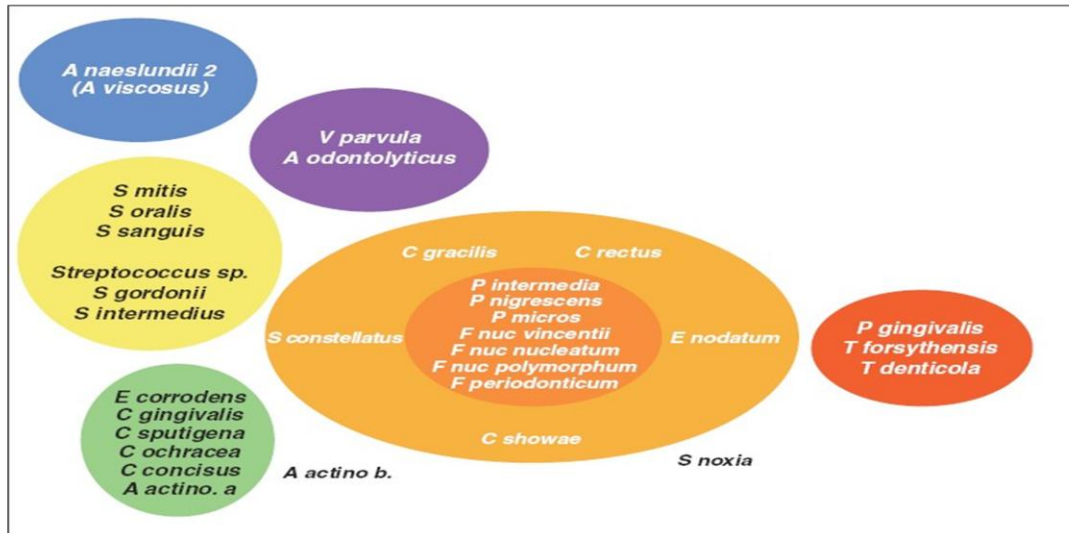 A naeslundii 2
(A viscosus)
V parvula
A odontolyticus
S mitis
S oralis
S sanguis
Streptococcus sp.
S gordonii
S intermedius
C gracilis
C rectus
P intermedia
P nigrescens
P micros
F nuc vincentii
F nuc nucleatum
F nuc polymorphum
F periodonticum
S constellatus
E nodatum
C showae
P gingivalis
T forsythensis
T denticola
E corrodens
C gingivalis
C sputigena
C ochracea
C concisus
A actino. a
A actino b.
S noxia